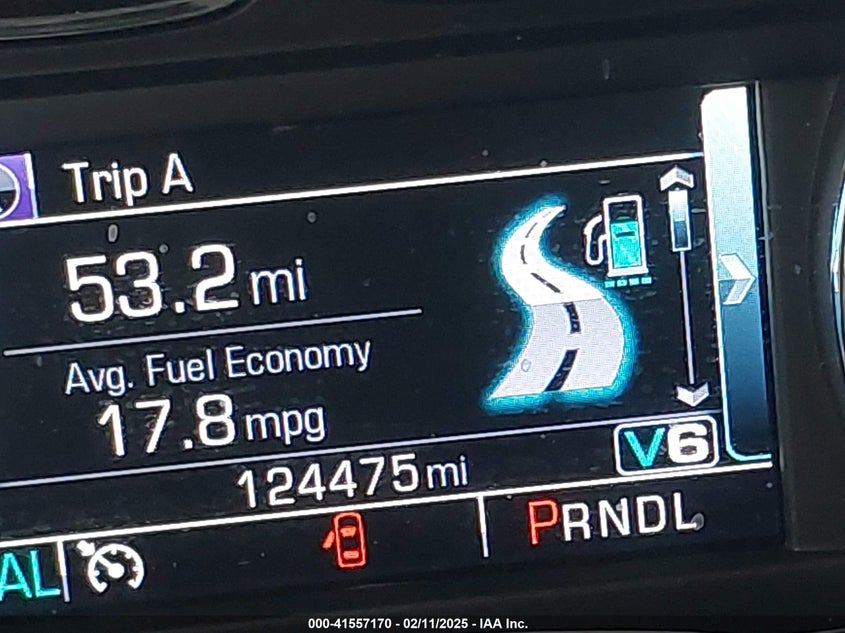 Trip A
53.2 mi
Avg. Fuel Economy
17.8 mpg
V6
124475 mi
AL
PRNDL
000-41557170 - 02/11/2025 - IAA Inc.